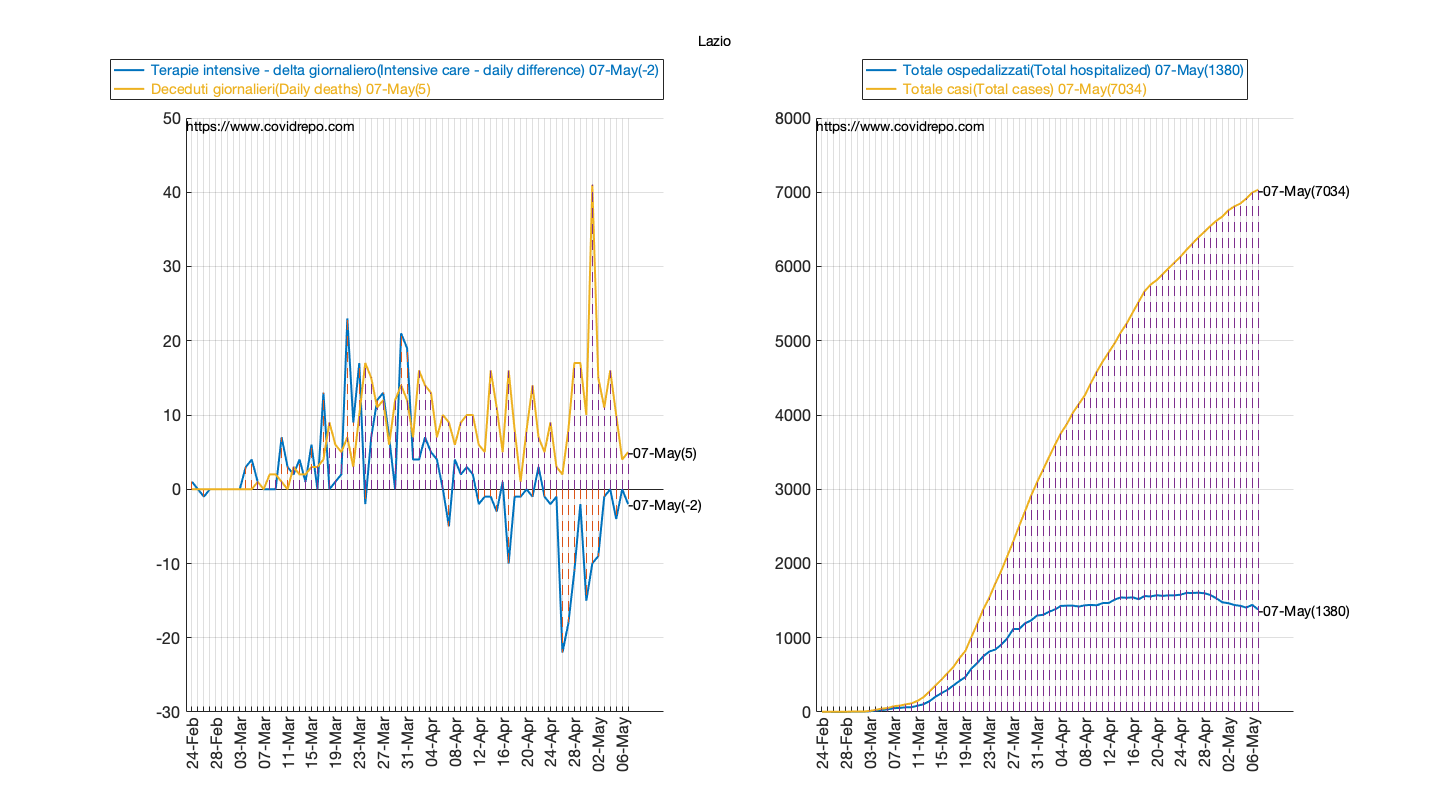 Lazio
Terapie intensive - delta giornaliero(Intensive care - daily difference) 07-May(-2)
Deceduti giornalieri(Daily deaths) 07-May(5)
https://www.covidrepo.com
50
40
30
20
10
0
-10
-20
-30
07-May(5)
07-May(-2)
24-Feb
28-Feb
03-Mar
07-Mar
11-Mar
15-Mar
19-Mar
23-Mar
27-Mar
31-Mar
04-Apr
08-Apr
12-Apr
16-Apr
20-Apr
24-Apr
28-Apr
02-May
06-May
Totale ospedalizzati(Total hospitalized) 07-May(1380)
Totale casi(Total cases) 07-May(7034)
https://www.covidrepo.com
8000
7000
6000
5000
4000
3000
2000
1000
0
07-May(7034)
07-May(1380)
24-Feb
28-Feb
03-Mar
07-Mar
11-Mar
15-Mar
19-Mar
23-Mar
27-Mar
31-Mar
04-Apr
08-Apr
12-Apr
16-Apr
20-Apr
24-Apr
28-Apr
02-May
06-May